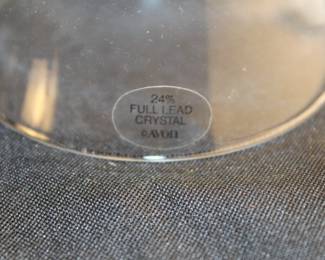 24%
FULL LEAD
CRYSTAL
©AVON